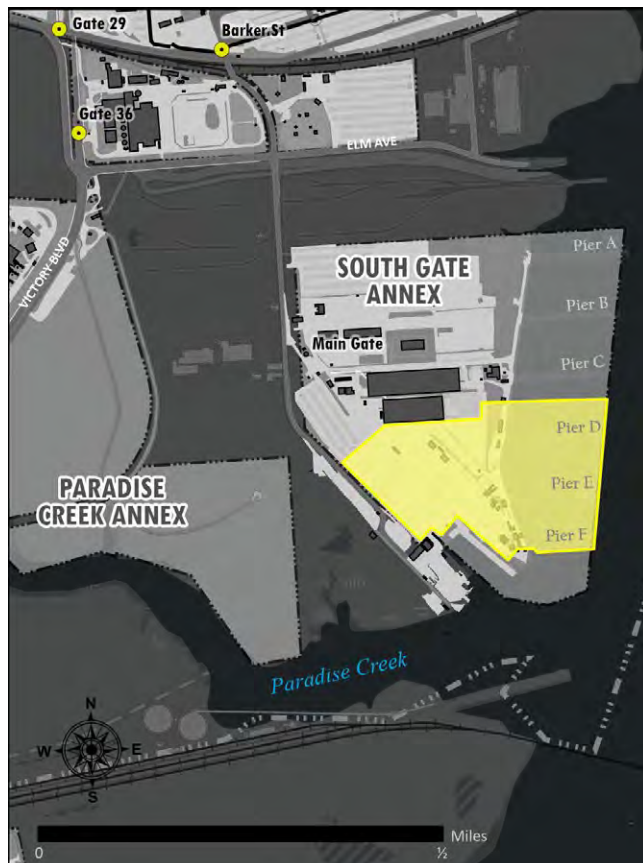 Gate 29
Barker St
Gate 36
ELM AVE
VICTORY BLVD
Pier A
SOUTH GATE
ANNEX
Pier B
Main Gate
Pier C
Pier D
PARADISE
CREEK ANNEX
Pier E
Pier F
Paradise Creek
N
W
E
S
Miles
0
½